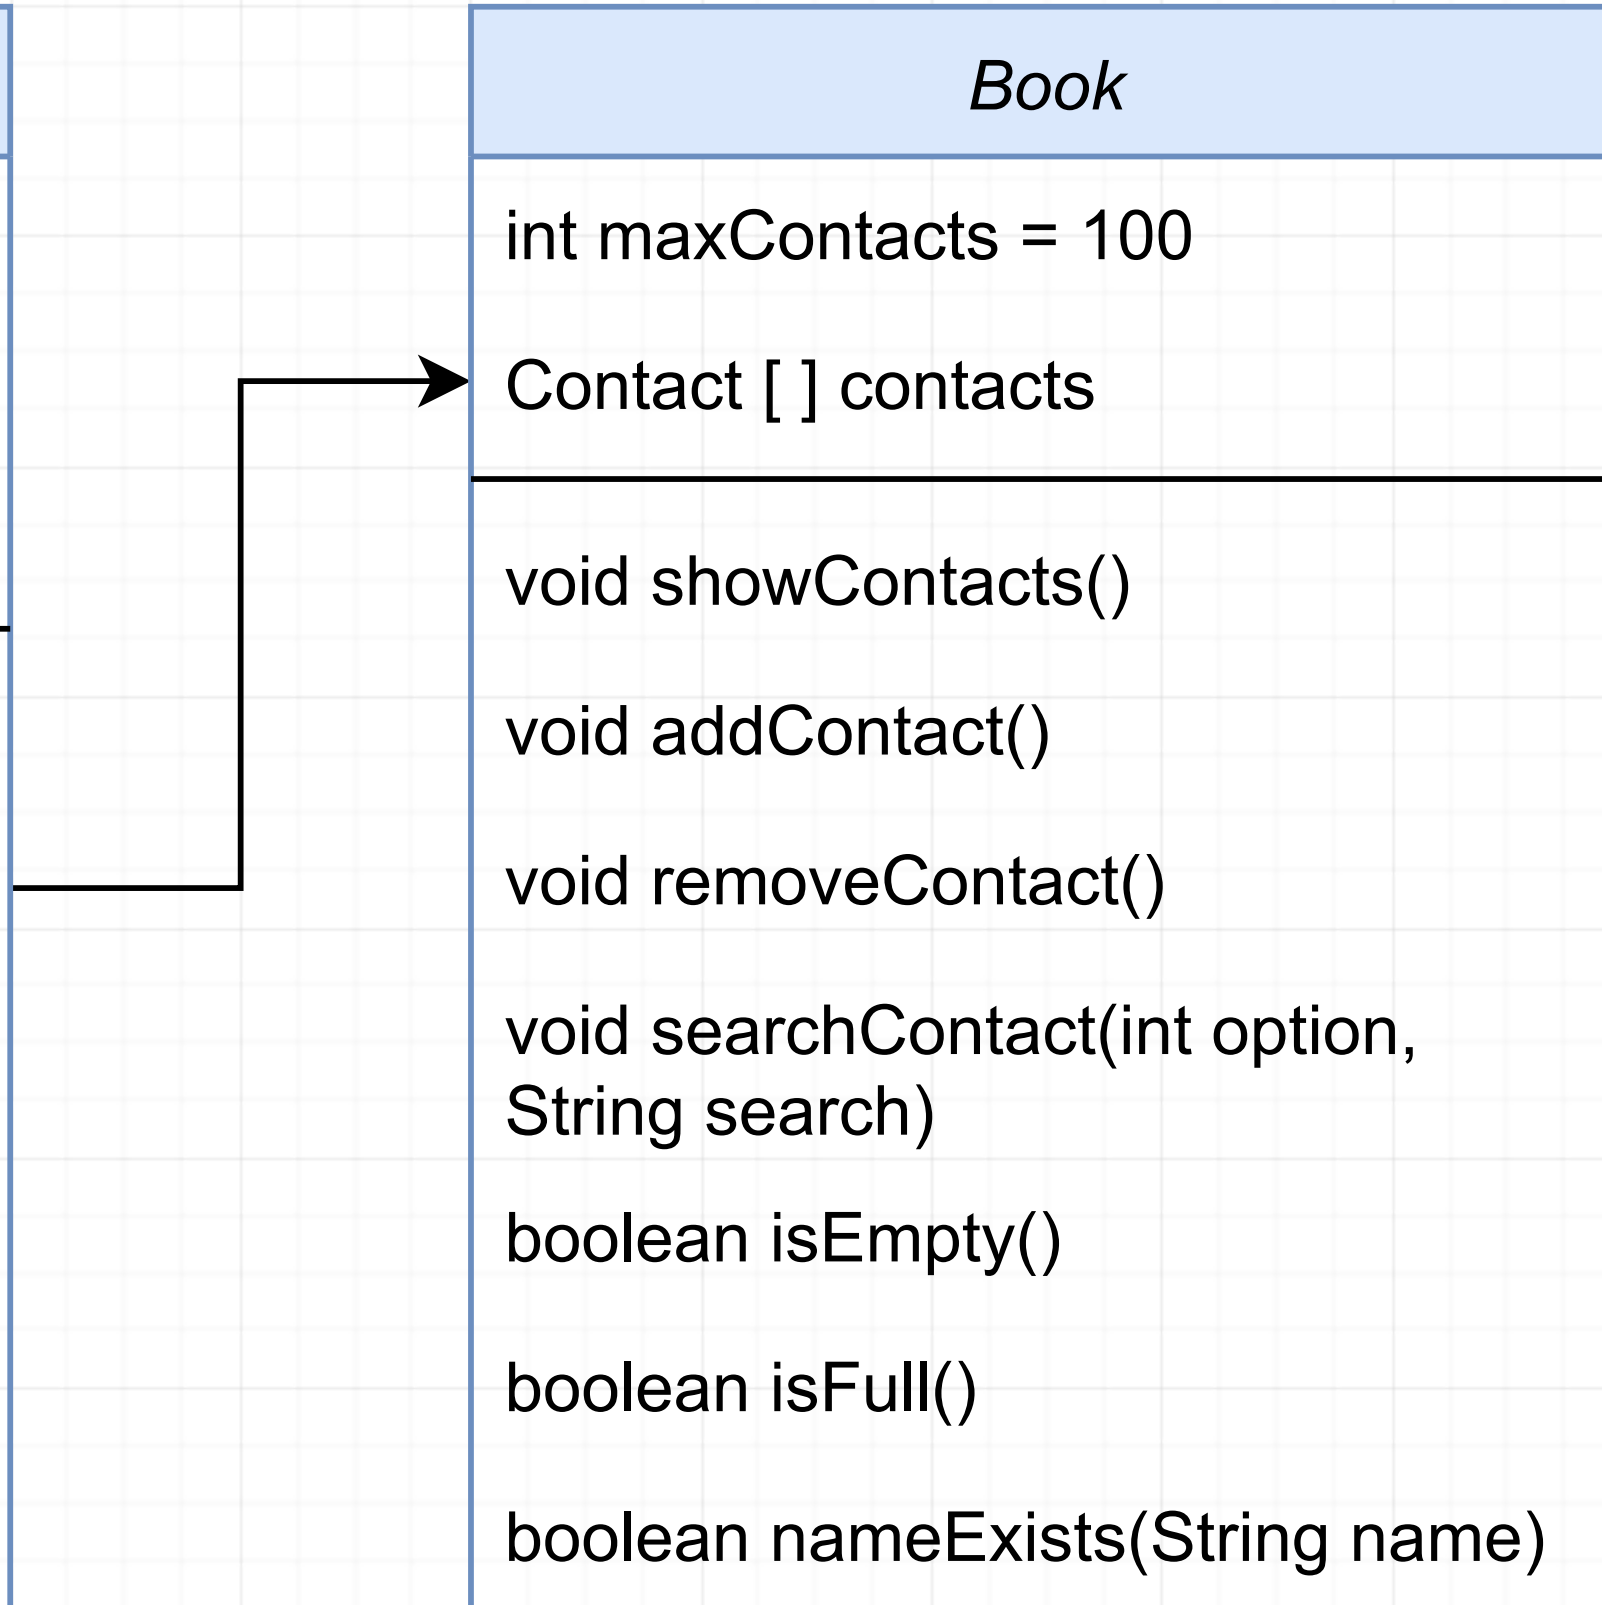 Book
int maxContacts = 100
Contact [ ] contacts
void showContacts()
void addContact()
void removeContact()
void searchContact(int option,
String search)
boolean isEmpty()
boolean isFull()
boolean nameExists(String name)